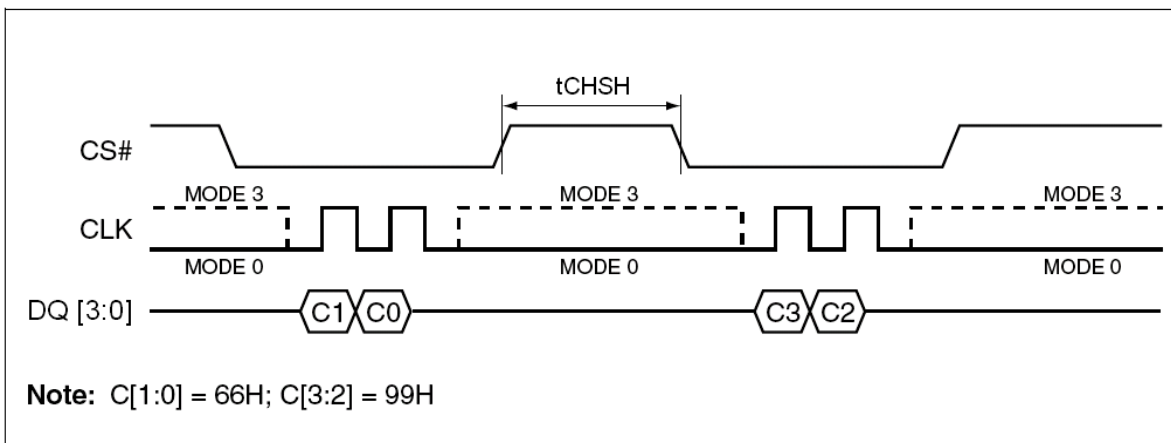 tCHSH
CS#
MODE 3 MODE 3 MODE 3
CLK
MODE 0 MODE 0 MODE 0
DQ [3:0] C1 C0 C3 C2
Note: C[1:0] = 66H; C[3:2] = 99H